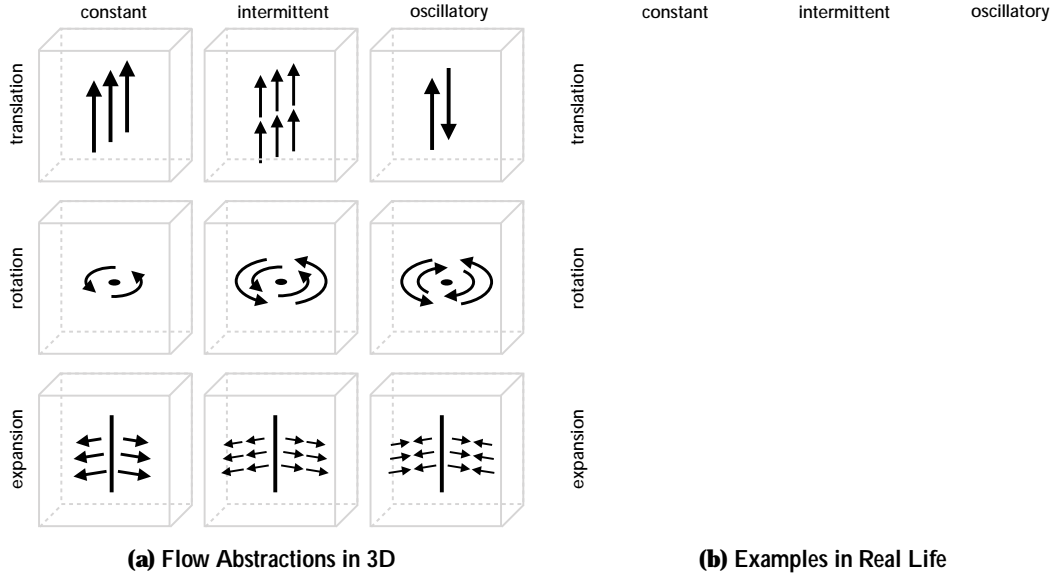 constant intermittent oscillatory
translation
rotation
expansion
(a) Flow Abstractions in 3D
constant intermittent oscillatory
translation
rotation
expansion
(b) Examples in Real Life